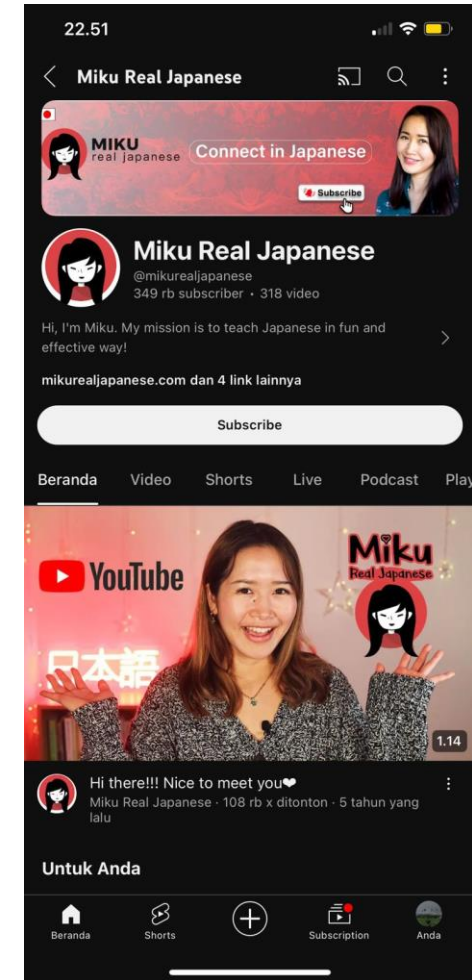 22.51
Miku Real Japanese
MIKU
real japanese
Connect in Japanese
Subscribe
Miku Real Japanese
@mikurealjapanese
349 rb subscriber · 318 video
Hi, I'm Miku. My mission is to teach Japanese in fun and
effective way!
mikurealjapanese.com dan 4 link lainnya
Subscribe
Beranda Video Shorts Live Podcast Play
YouTube
Miku
Real Japanese
日本語
1.14
Hi there!!! Nice to meet you❤
Miku Real Japanese · 108 rb x ditonton · 5 tahun yang
lalu
Untuk Anda
Beranda Shorts Subscription Anda